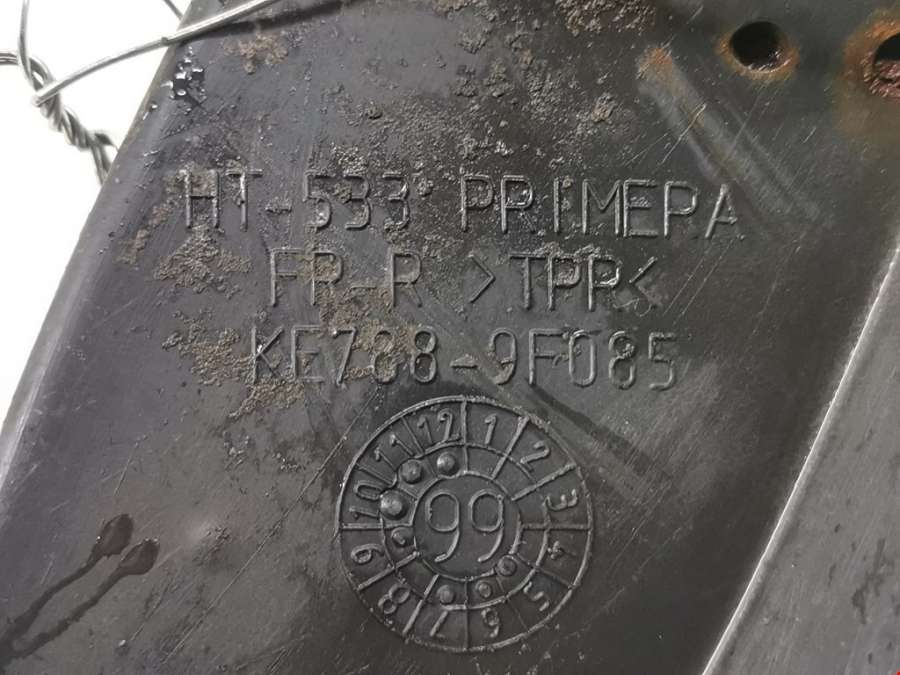 HT-533 PRIMERA
FR-R >TPR<
KE788-9F085
1 2 3 4 5 6 7 8 9 10 11 12
99